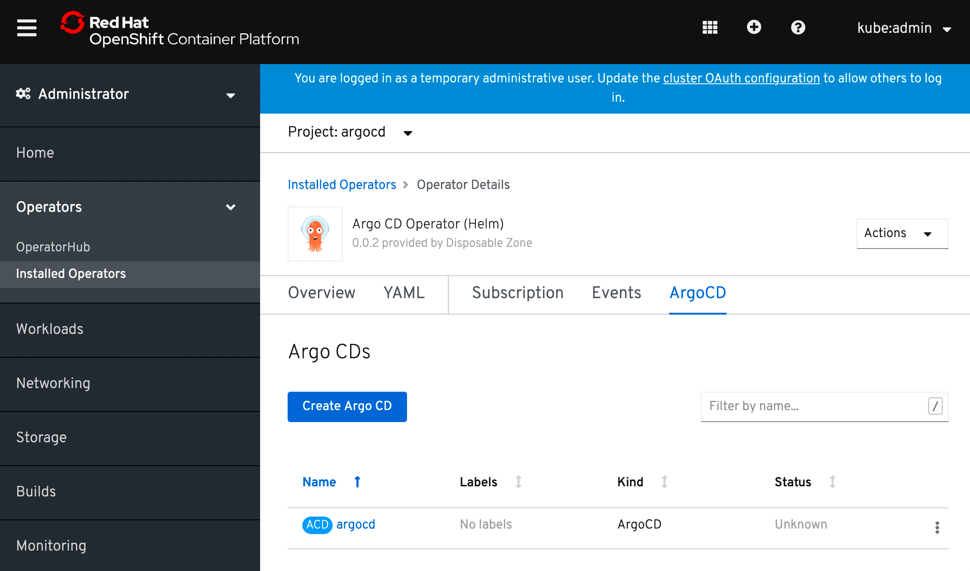 Red Hat
OpenShift Container Platform
kube:admin
Administrator
Home
Operators
OperatorHub
Installed Operators
Workloads
Networking
Storage
Builds
Monitoring
You are logged in as a temporary administrative user. Update the cluster OAuth configuration to allow others to log
in.
Project: argocd
Installed Operators > Operator Details
Argo CD Operator (Helm)
0.0.2 provided by Disposable Zone
Actions
Overview YAML Subscription Events ArgoCD
Argo CDs
Create Argo CD
Filter by name... /
Name Labels Kind Status
ACD argocd No labels ArgoCD Unknown